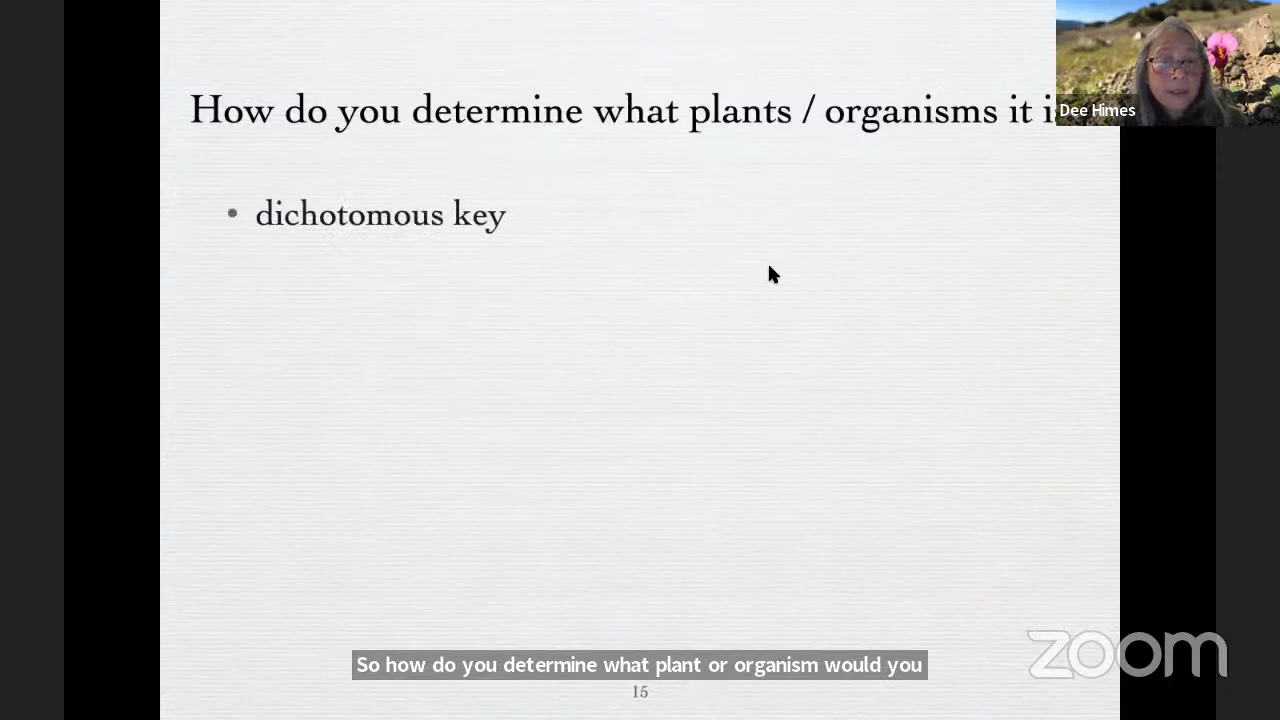 How do you determine what plants / organisms it i
Dee Himes
• dichotomous key
So how do you determine what plant or organism would you
zoom
15